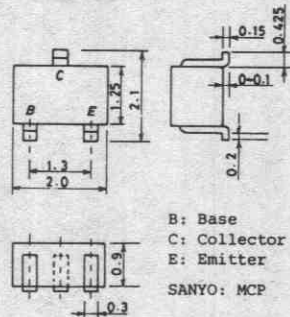 0.15
0.425
C
B E
1.25
2.1
0~0.1
0.2
1.3
2.0
0.9
0.3
B: Base
C: Collector
E: Emitter
SANYO: MCP